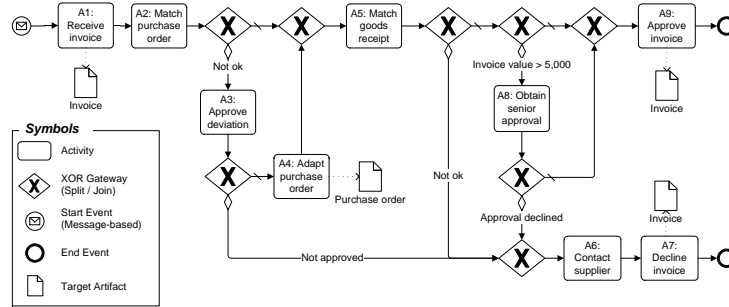 A1:
Receive
invoice
A2: Match
purchase
order
A5: Match
goods
receipt
A9:
Approve
invoice
Not ok
Invoice value > 5,000
Invoice
A3:
Approve
deviation
A8: Obtain
senior
approval
Invoice
Symbols
Activity
XOR Gateway
(Split / Join)
Start Event
(Message-based)
End Event
Target Artifact
A4: Adapt
purchase
order
Purchase order
Not ok
Approval declined
Invoice
Not approved
A6:
Contact
supplier
A7:
Decline
invoice